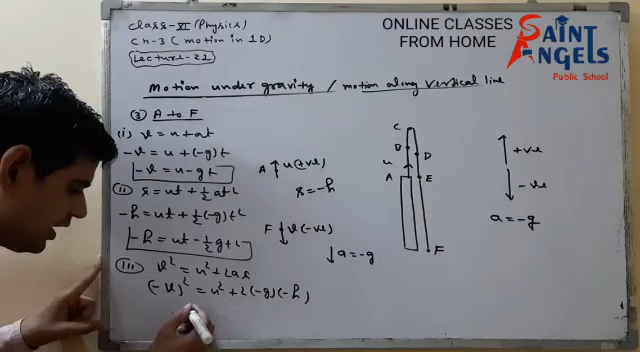 ONLINE CLASSES
FROM HOME
SAINT
ANGELS
Public School
Class-XI (Physics)
Ch-3 (motion in 1D)
Lecture-21
Motion under gravity / motion along vertical line
③ A to F
(i) v = u + at
-v = u + (-g)t
-v = u - gt
(ii) s = ut + 1/2 at²
-h = ut + 1/2 (-g)t²
-h = ut - 1/2 gt²
(iii) v² = u² + 2as
(-v)² = u² + 2(-g)(-h)
A ↑ u(+ve)
s = -h
F ↓ v(-ve)
↓ a = -g
C
B
D
u
A
E
F
+ve
-ve
a = -g